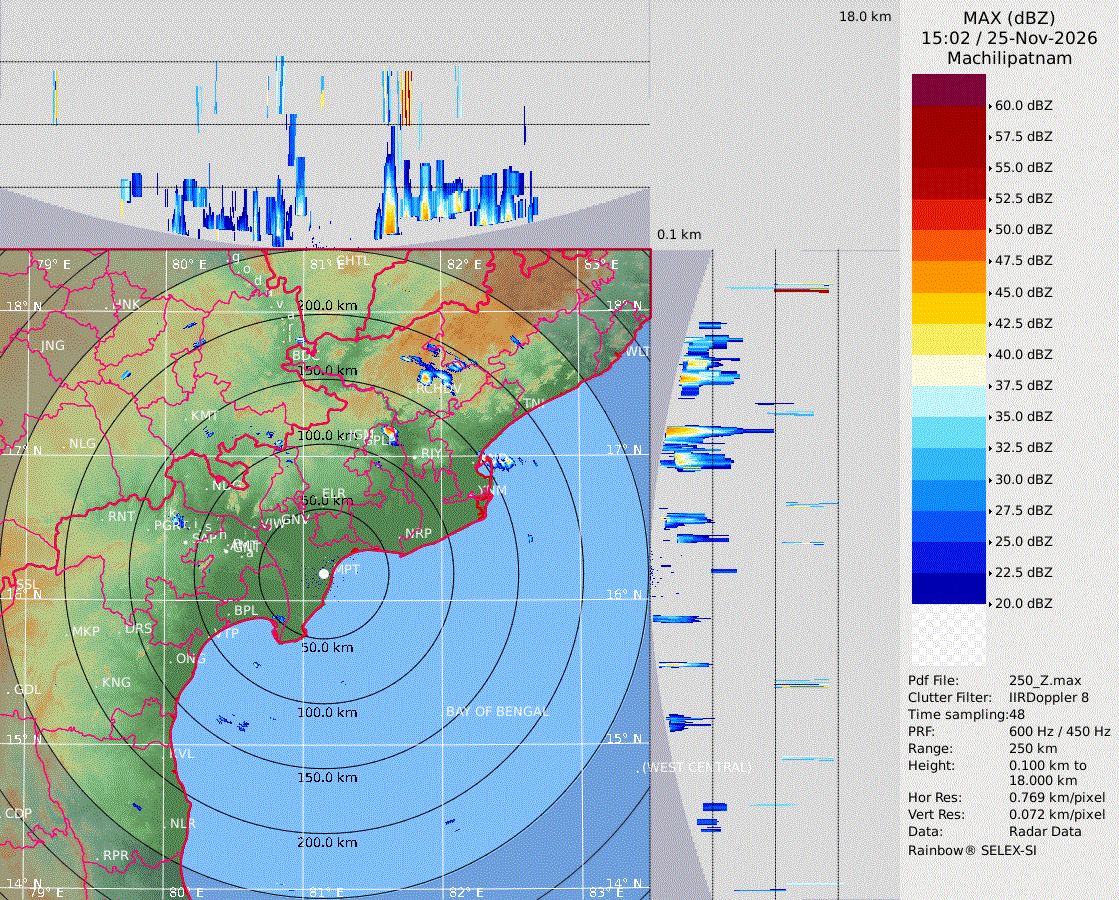 18.0 km
MAX (dBZ)
15:02 / 25-Nov-2026
Machilipatnam
60.0 dBZ
57.5 dBZ
55.0 dBZ
52.5 dBZ
50.0 dBZ
47.5 dBZ
45.0 dBZ
42.5 dBZ
40.0 dBZ
37.5 dBZ
35.0 dBZ
32.5 dBZ
30.0 dBZ
27.5 dBZ
25.0 dBZ
22.5 dBZ
20.0 dBZ
0.1 km
79° E
80° E
81° E
CHTL
82° E
83° E
200.0 km
18° N
HNK
18° N
JNG
BDC
WLT
150.0 km
RCHDV
KMT
TNI
100.0 km
17° N
NLG
RIY
17° N
ELR
YNM
50.0 km
RNT
PGRT
VJW
GNV
NRP
MPT
SSL
16° N
BPL
16° N
MKP
DRS
ONG
50.0 km
KNG
GDL
100.0 km
BAY OF BENGAL
15° N
KVL
15° N
(WEST CENTRAL)
150.0 km
CDP
NLR
200.0 km
RPR
14° N
79° E
80
81° E
82° E
83° E
14° N
Pdf File: 250_Z.max
Clutter Filter: IIRDoppler 8
Time sampling:48
PRF: 600 Hz / 450 Hz
Range: 250 km
Height: 0.100 km to
18.000 km
Hor Res: 0.769 km/pixel
Vert Res: 0.072 km/pixel
Data: Radar Data
Rainbow® SELEX-SI